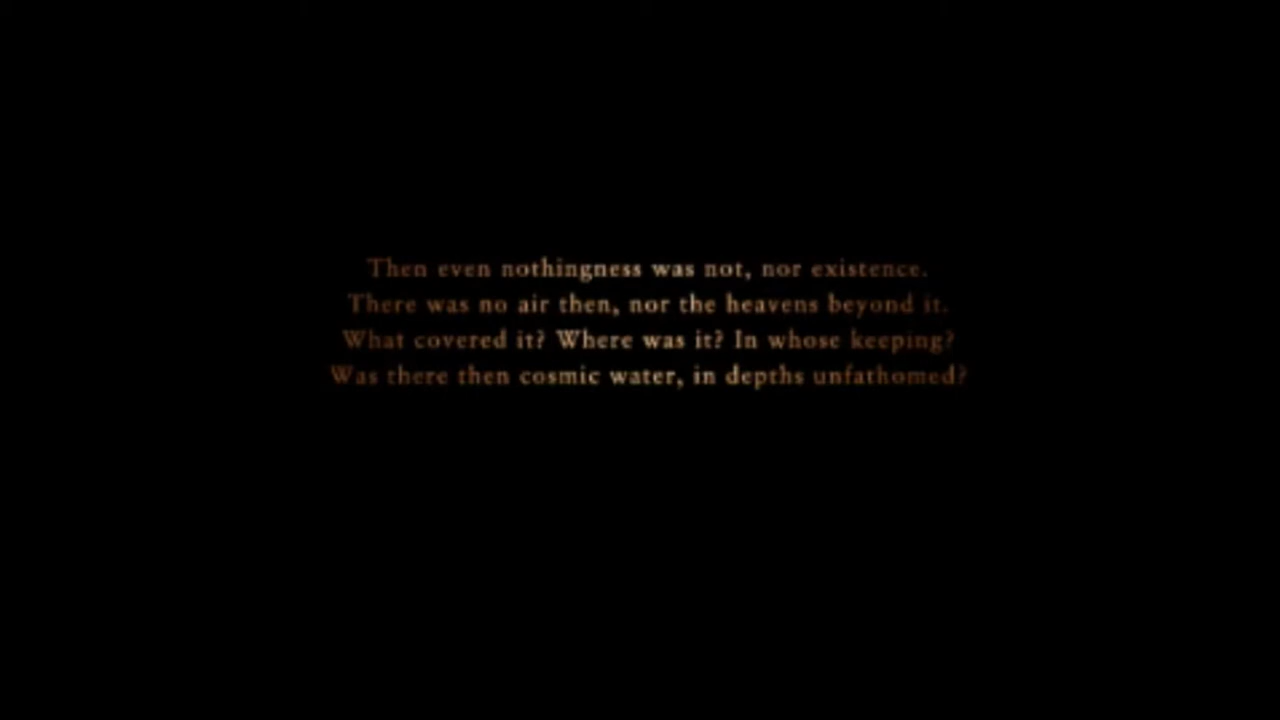 Then even nothingness was not, nor existence.
There was no air then, nor the heavens beyond it.
What covered it? Where was it? In whose keeping?
Was there then cosmic water, in depths unfathomed?